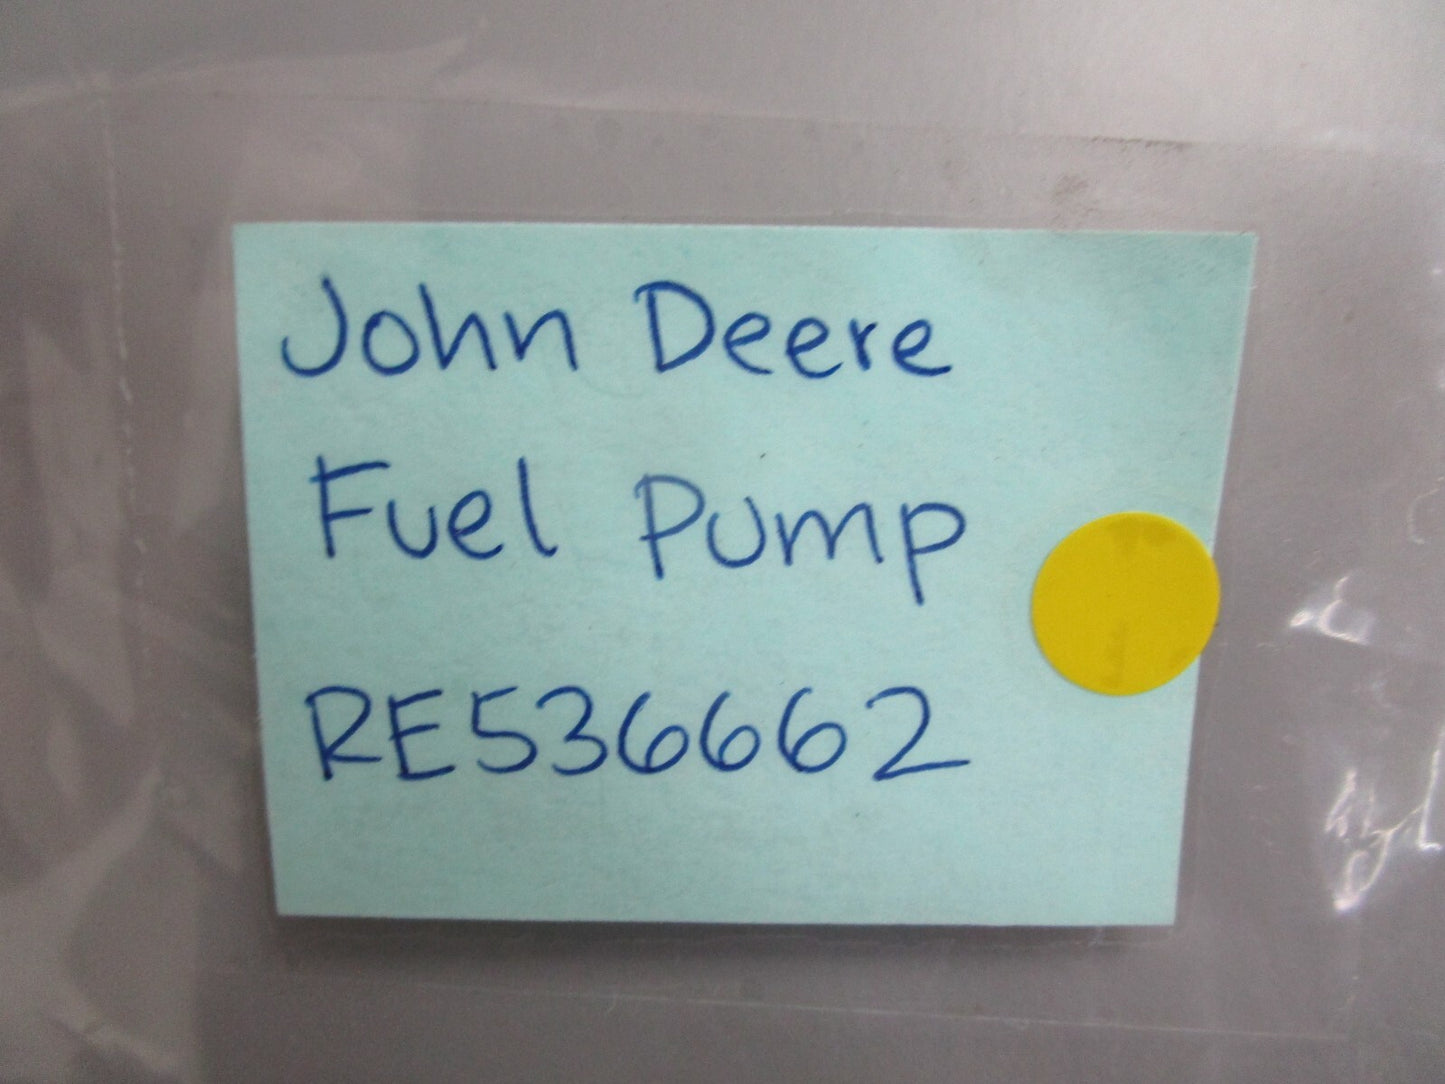 John Deere
Fuel Pump
RE536662